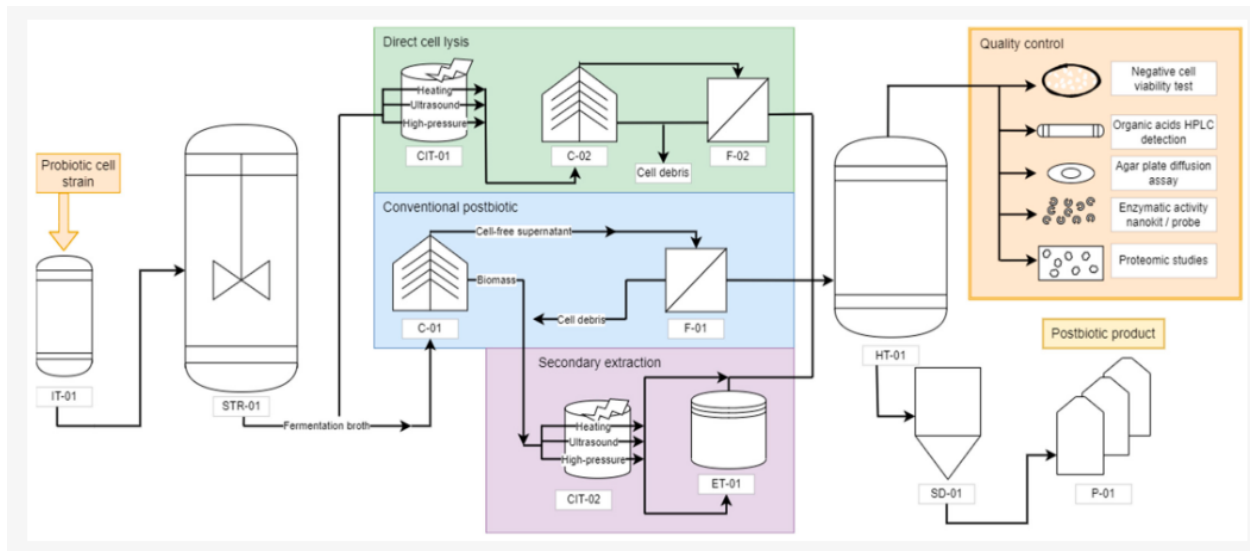 Direct cell lysis
Heating
Ultrasound
High-pressure
CIT-01
C-02
F-02
Cell debris
Quality control
Negative cell
viability test
Organic acids HPLC
detection
Agar plate diffusion
assay
Enzymatic activity
nanokit / probe
Proteomic studies
Probiotic cell
strain
IT-01
STR-01
Fermentation broth
Conventional postbiotic
Cell-free supernatant
Biomass
C-01
Cell debris
F-01
Secondary extraction
Heating
Ultrasound
High-pressure
CIT-02
ET-01
HT-01
SD-01
Postbiotic product
P-01